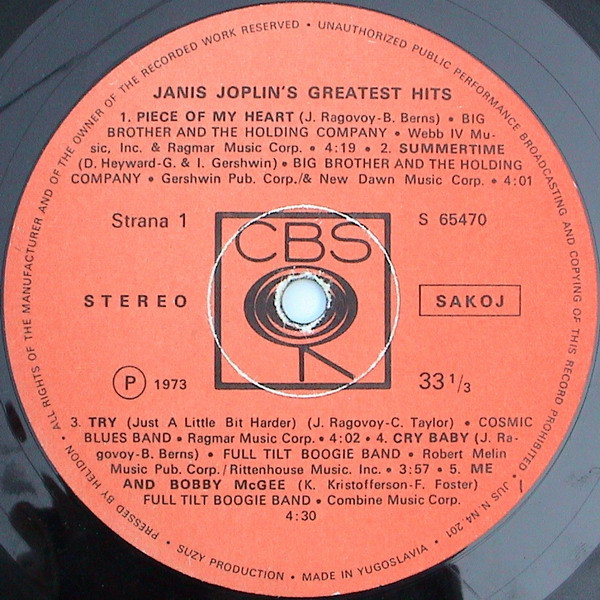 JANIS JOPLIN'S GREATEST HITS
1. PIECE OF MY HEART (J. Ragovoy-B. Berns) • BIG
BROTHER AND THE HOLDING COMPANY • Webb IV Mu-
sic, Inc. & Ragmar Music Corp. • 4:19 • 2. SUMMERTIME
(D. Heyward-G. & I. Gershwin) • BIG BROTHER AND THE HOLDING
COMPANY • Gershwin Pub. Corp./& New Dawn Music Corp. • 4:01
Strana 1
S 65470
CBS
STEREO
SAKOJ
P 1973
33 1/3
3. TRY (Just A Little Bit Harder) (J. Ragovoy-C. Taylor) • COSMIC
BLUES BAND • Ragmar Music Corp. • 4:02 • 4. CRY BABY (J. Ra-
govoy-B. Berns) • FULL TILT BOOGIE BAND • Robert Melin
Music Pub. Corp./Rittenhouse Music. Inc. • 3:57 • 5. ME
AND BOBBY McGEE (K. Kristofferson-F. Foster)
FULL TILT BOOGIE BAND • Combine Music Corp.
4:30
PRESSED BY HELIDON • ALL RIGHTS OF THE MANUFACTURER AND OF THE OWNER OF THE RECORDED WORK RESERVED • UNAUTHORIZED PUBLIC PERFORMANCE BROADCASTING AND COPYING OF THIS RECORD PROHIBITED • JUS N N4 201
• SUZY PRODUCTION • MADE IN YUGOSLAVIA •